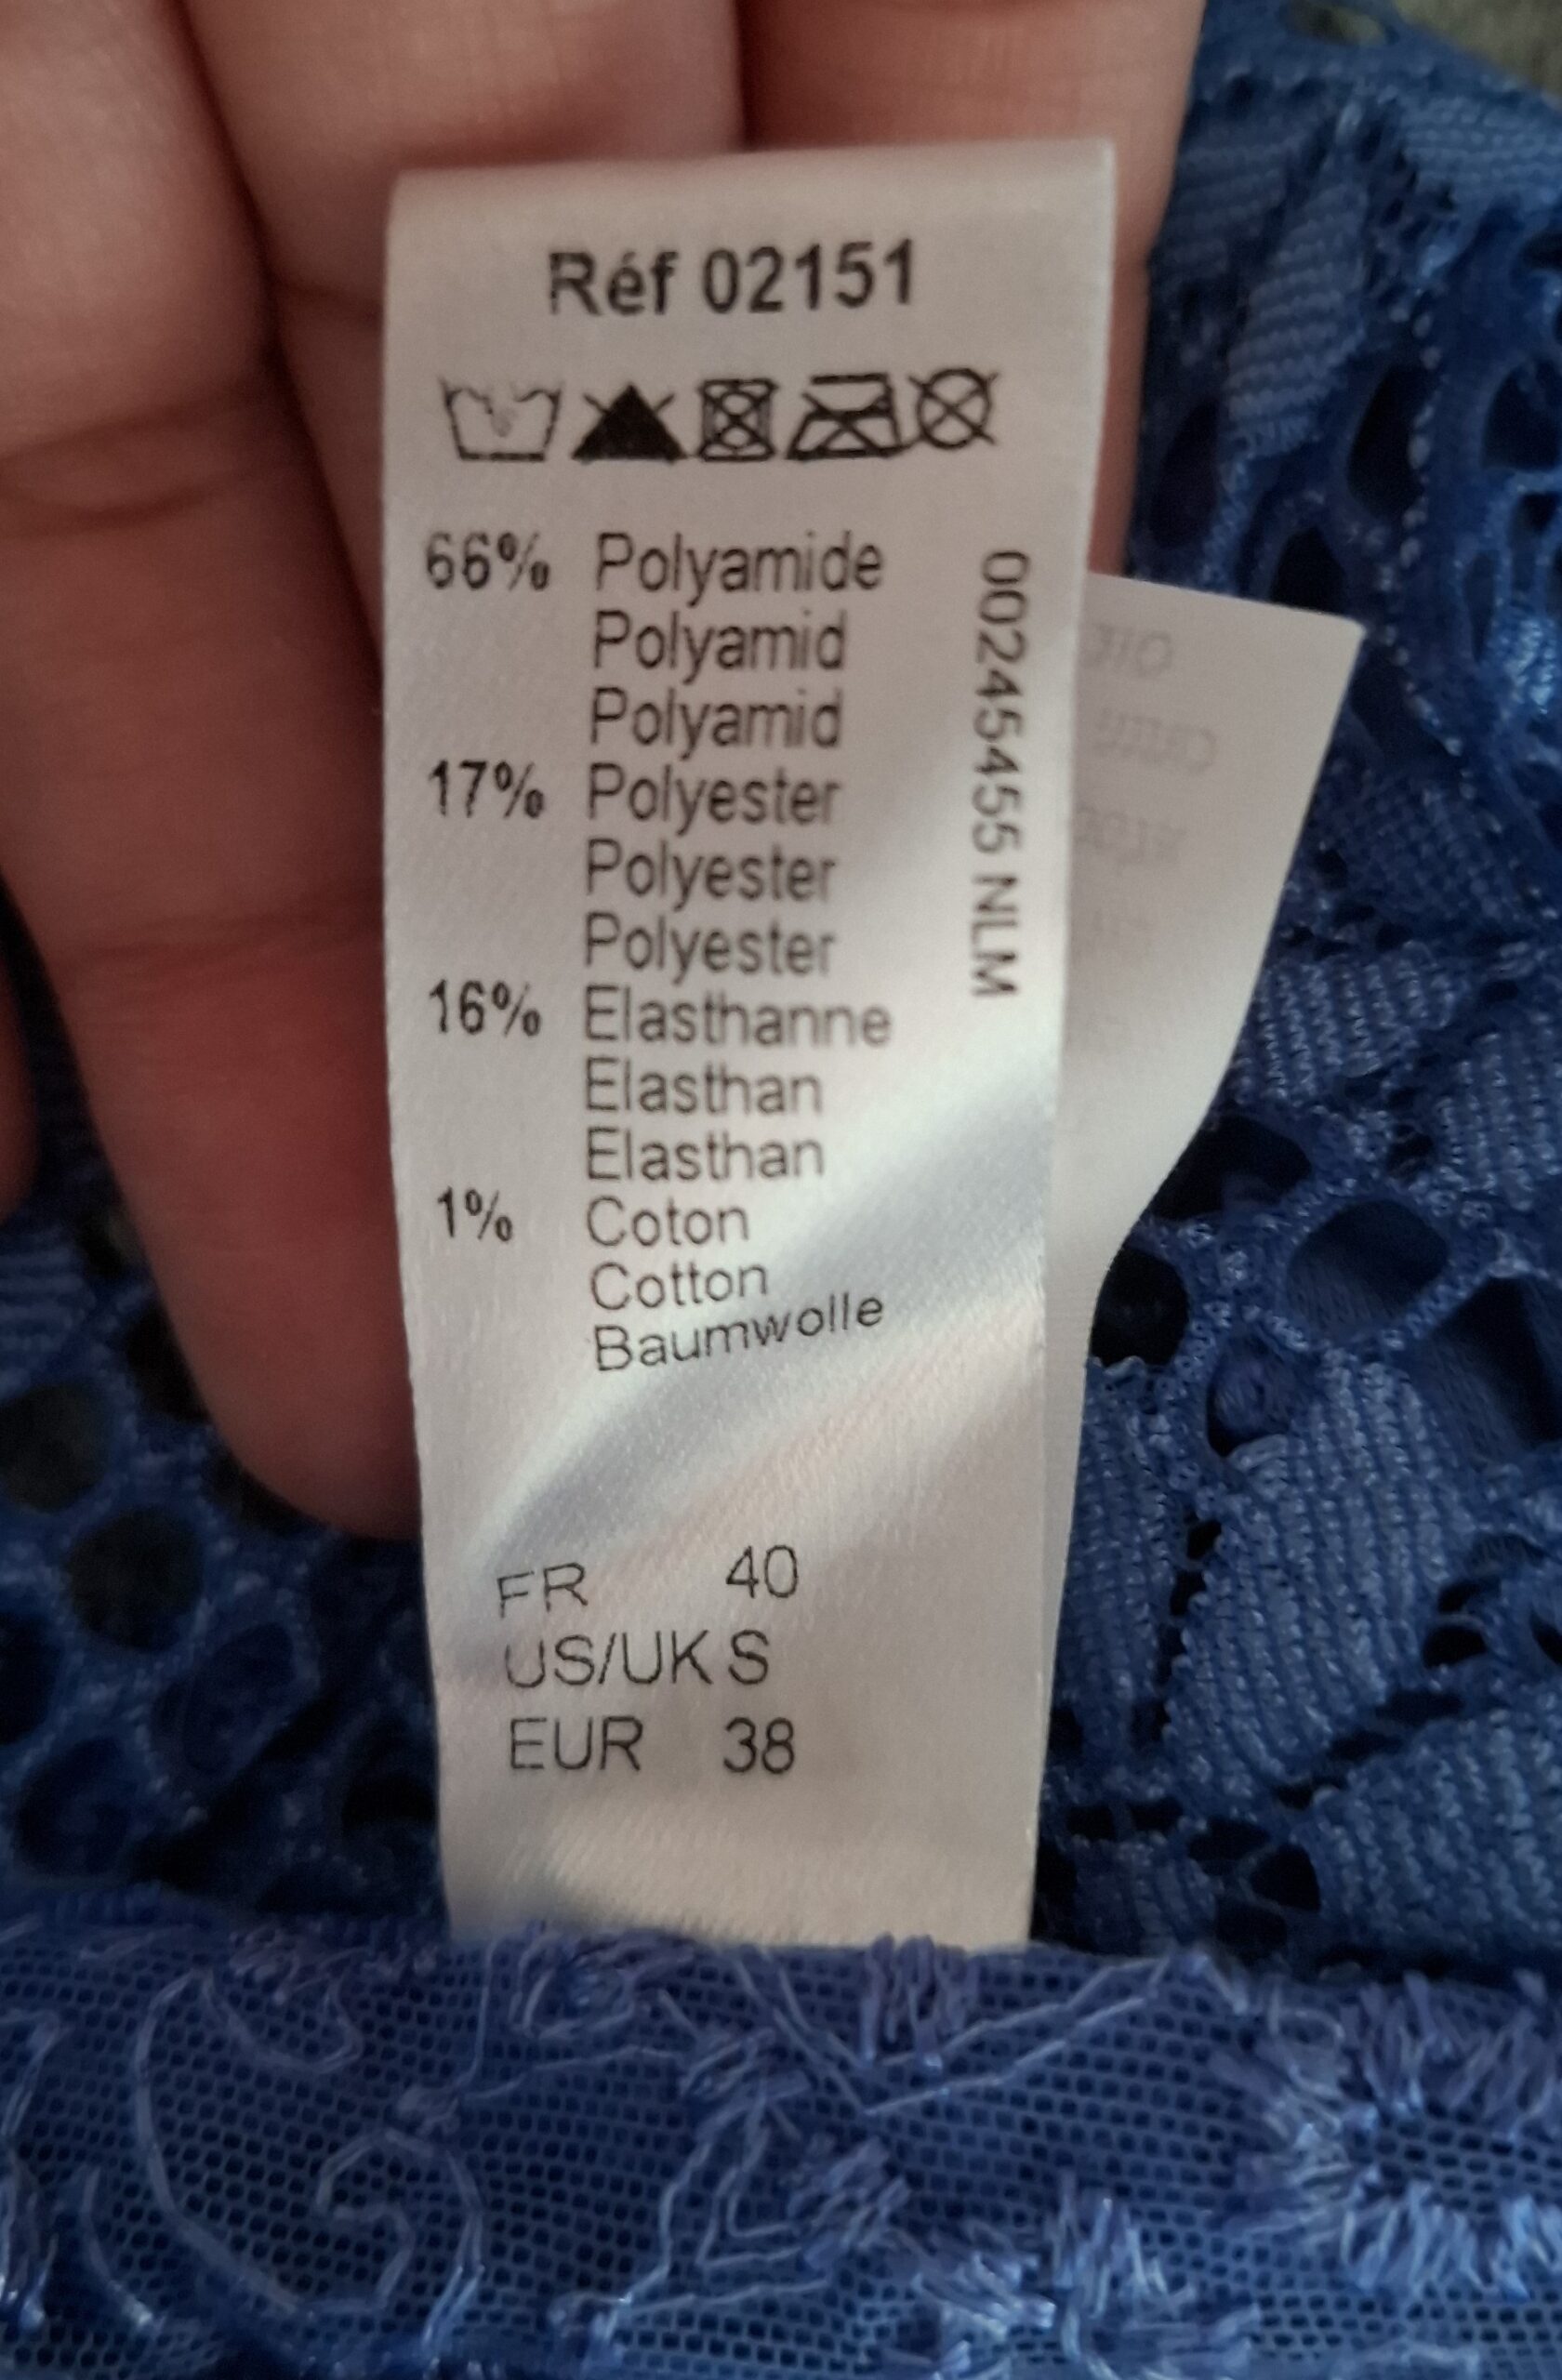 Réf 02151
66% Polyamide
Polyamid
Polyamid
17% Polyester
Polyester
Polyester
16% Elasthanne
Elasthan
Elasthan
1% Coton
Cotton
Baumwolle
00245455 NLM
FR 40
US/UK S
EUR 38